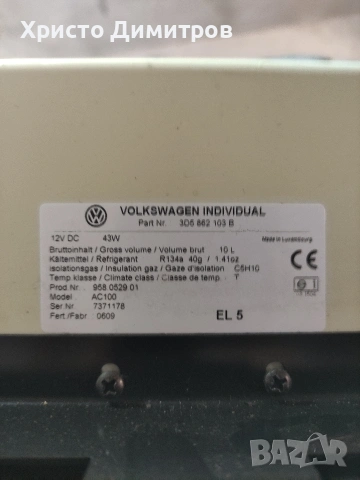 Христо Димитров
VOLKSWAGEN INDIVIDUAL
Part Nr. 3D5 862 103 B
12V DC 43W
Made in Luxembourg
Bruttoinhalt / Gross volume / Volume brut 10 L
Kältemittel / Refrigerant R134a 40g / 1.41oz
Isolationsgas / Insulation gas / Gaze d'isolation C5H10
Temp klasse / Climate class / Classe de temp. T
Prod Nr. 958 0529 01
Model AC100
Ser Nr 7371178
Fert./Fabr 0609
EL 5
BAZAR